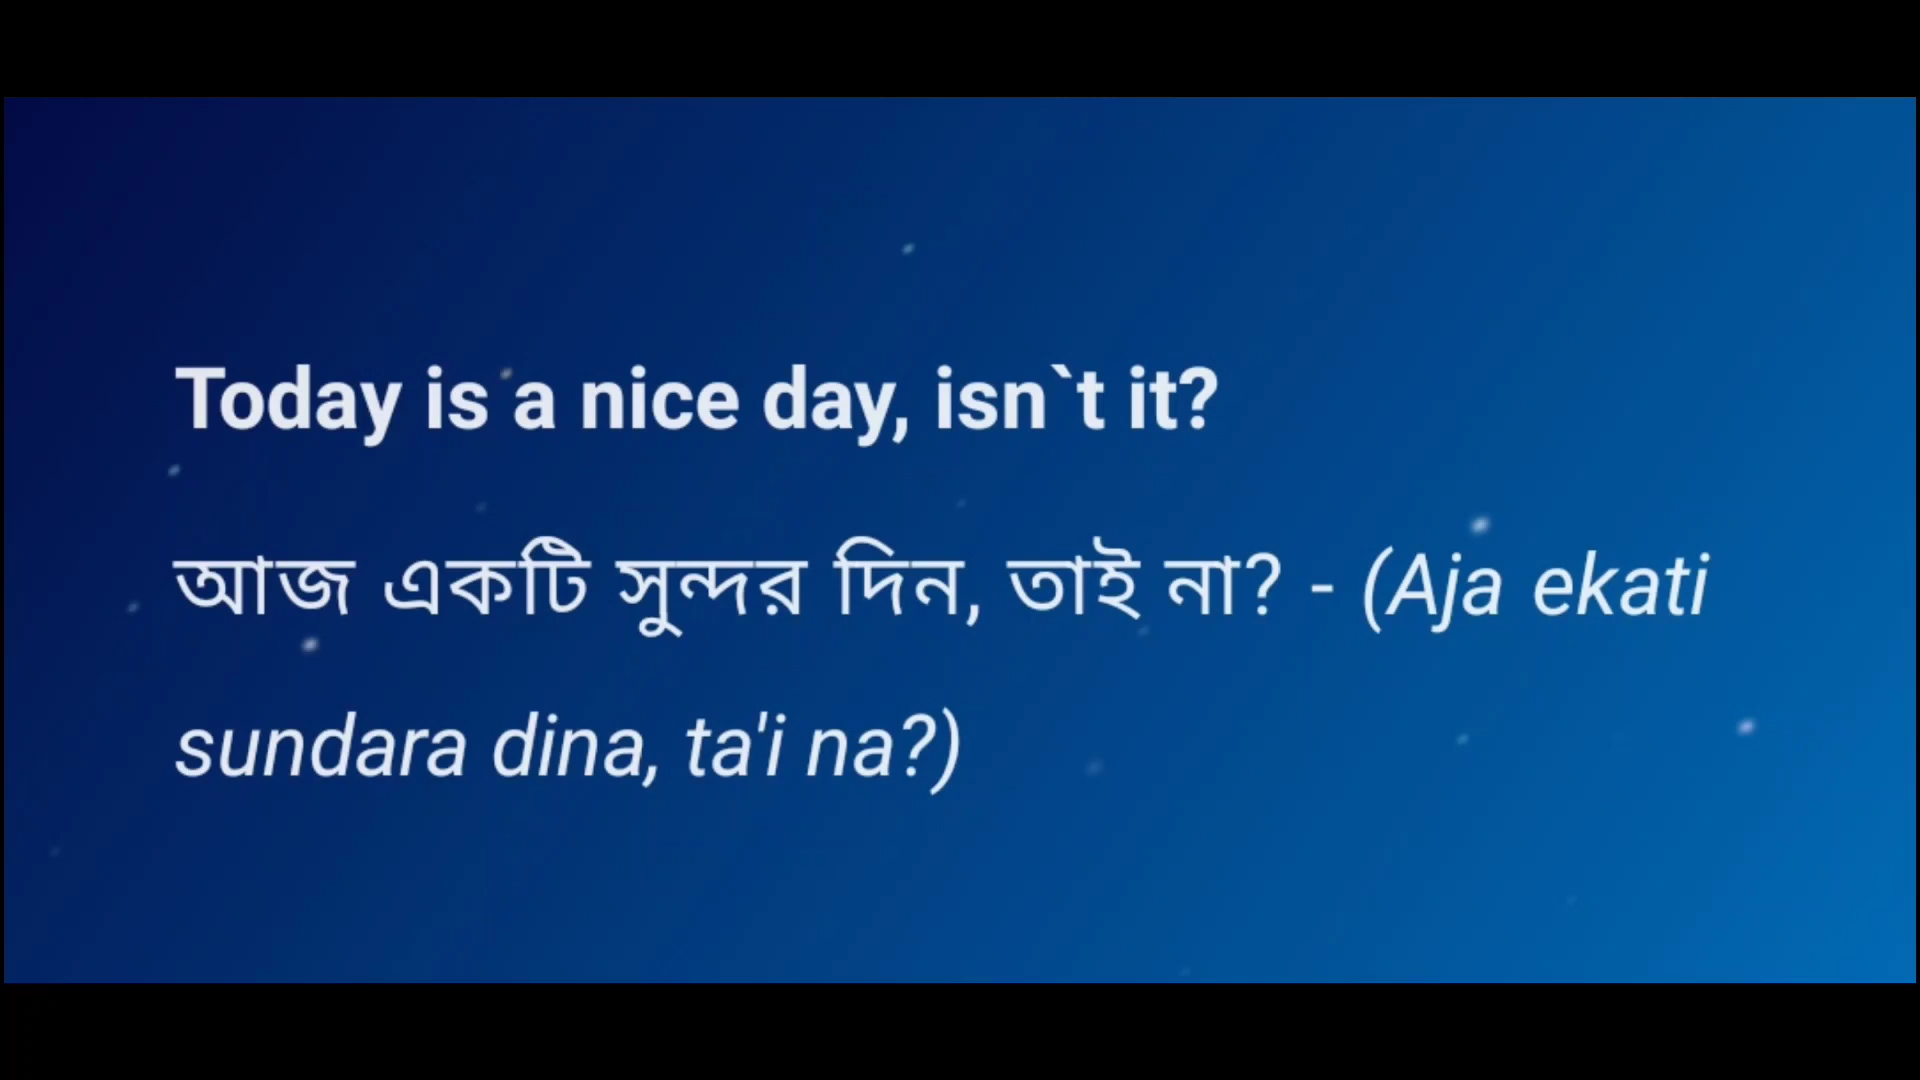 Today is a nice day, isn`t it?
আজ একটি সুন্দর দিন, তাই না? - (Aja ekati
sundara dina, ta'i na?)